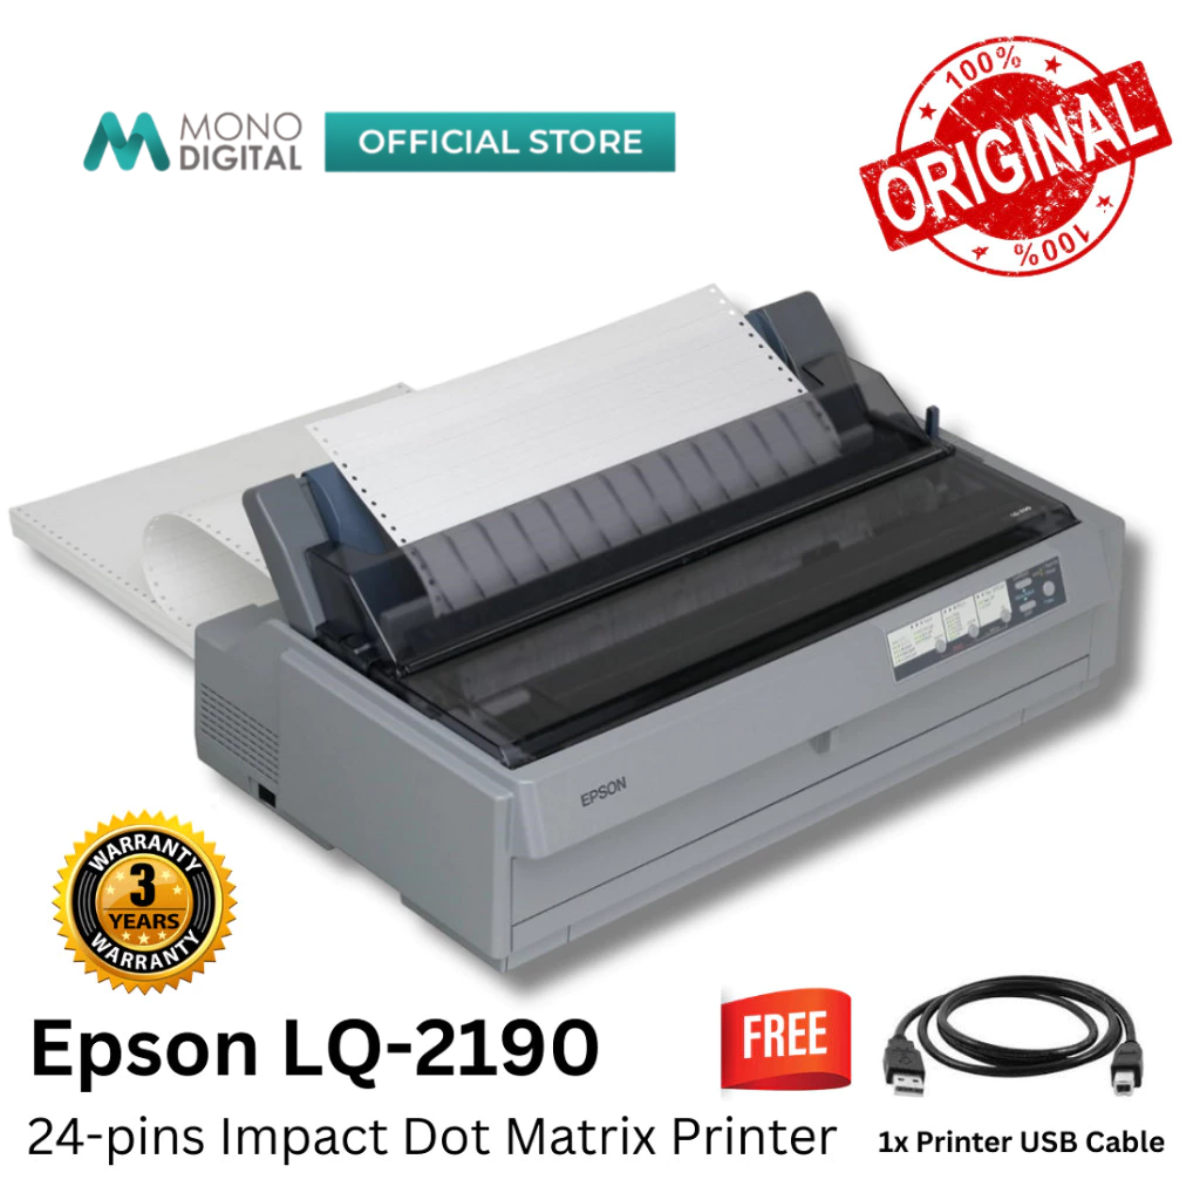 MONO
DIGITAL
OFFICIAL STORE
100%
ORIGINAL
100%
EPSON
WARRANTY
3
YEARS
WARRANTY
Epson LQ-2190
24-pins Impact Dot Matrix Printer
FREE
1x Printer USB Cable